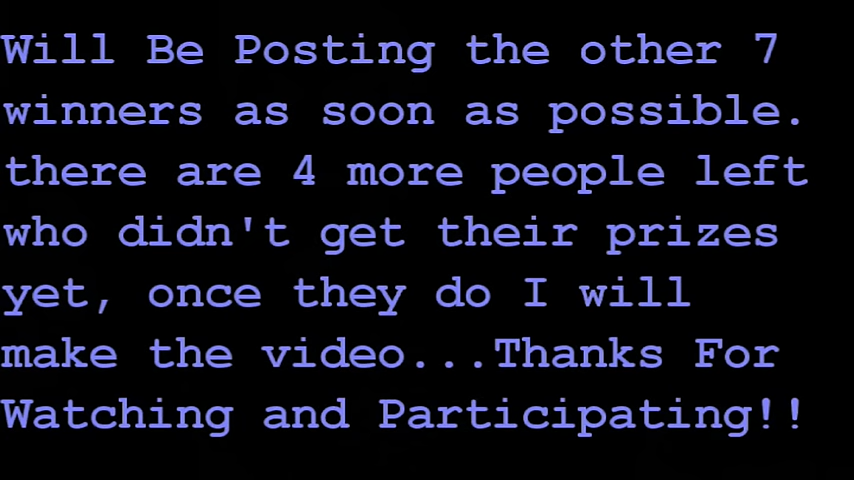 Will Be Posting the other 7
winners as soon as possible.
there are 4 more people left
who didn't get their prizes
yet, once they do I will
make the video...Thanks For
Watching and Participating!!